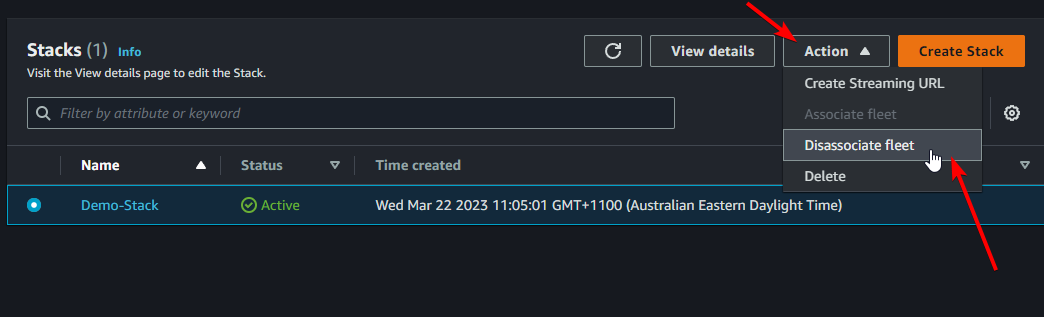 Stacks (1) Info
Visit the View details page to edit the Stack.
View details
Action
Create Stack
Filter by attribute or keyword
Create Streaming URL
Associate fleet
Disassociate fleet
Delete
Name Status Time created
Demo-Stack Active Wed Mar 22 2023 11:05:01 GMT+1100 (Australian Eastern Daylight Time)